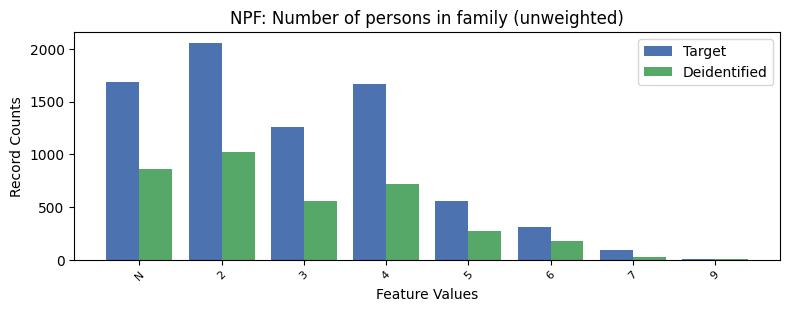 NPF: Number of persons in family (unweighted)
Target
Deidentified
Record Counts
2000
1500
1000
500
0
N 2 3 4 5 6 7 9
Feature Values